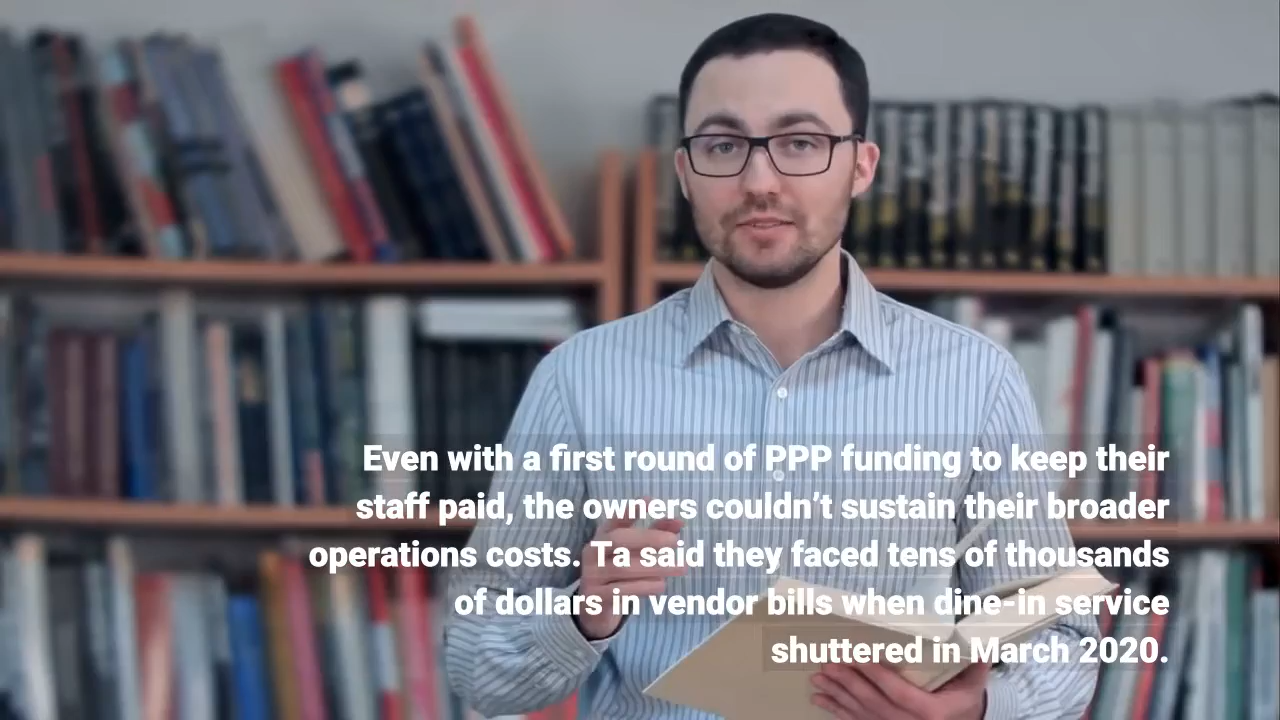 Even with a first round of PPP funding to keep their
staff paid, the owners couldn’t sustain their broader
operations costs. Ta said they faced tens of thousands
of dollars in vendor bills when dine-in service
shuttered in March 2020.